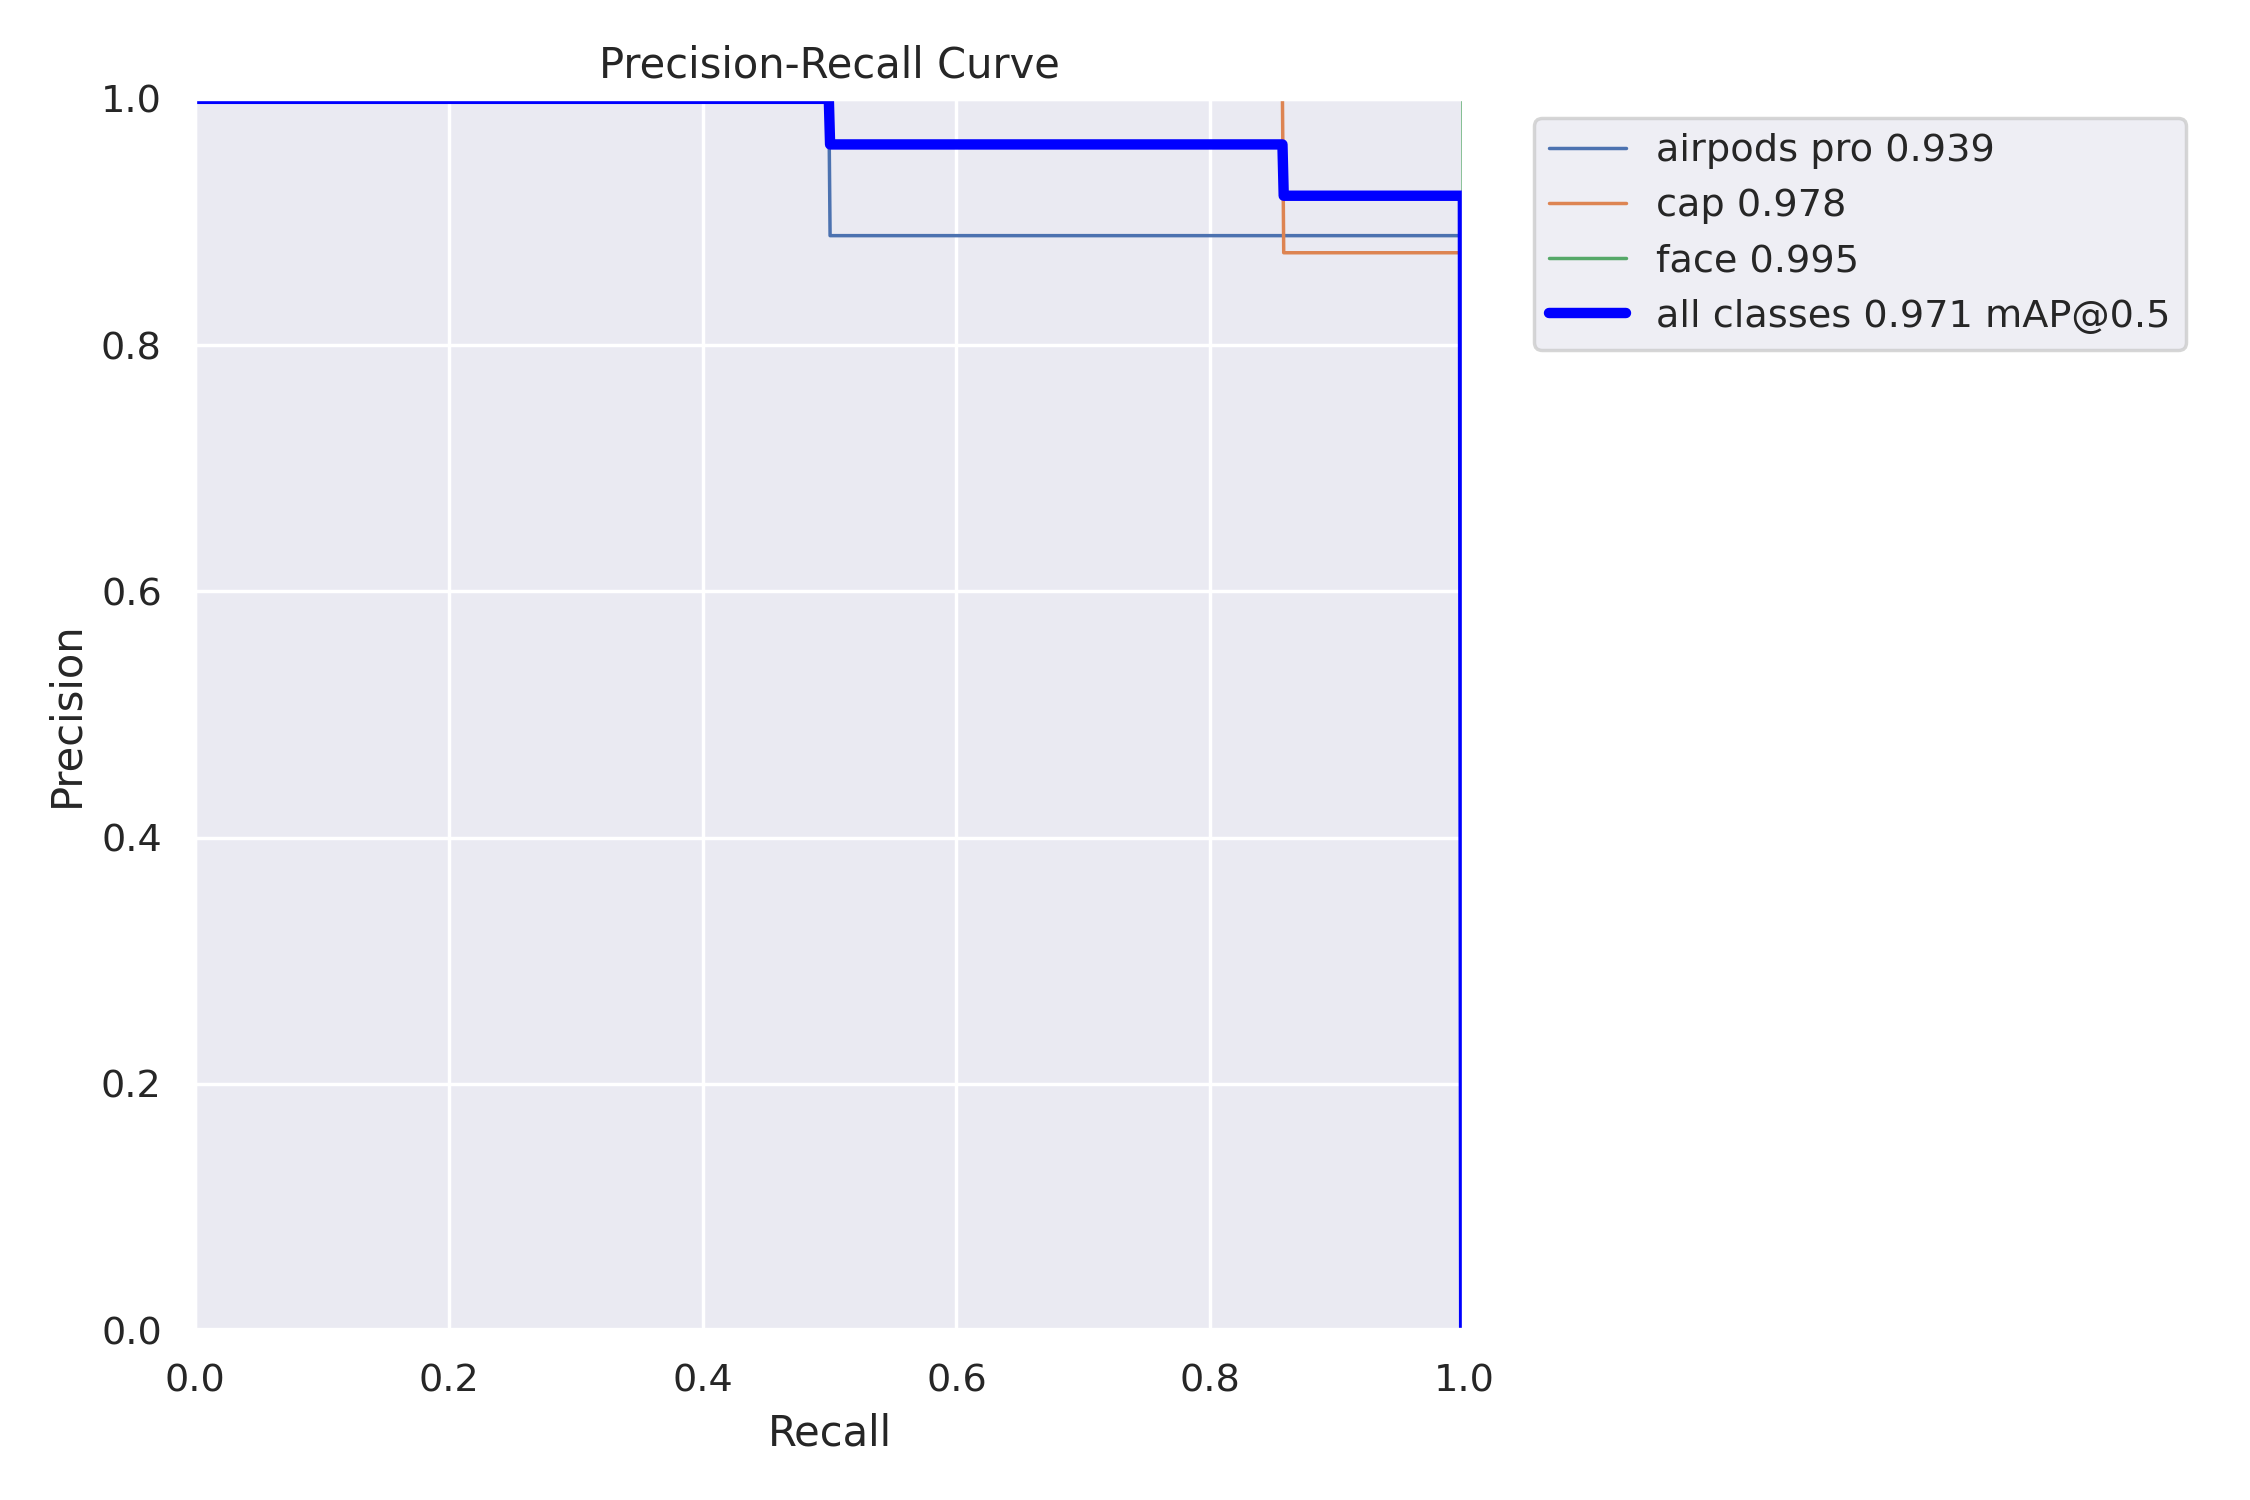 Precision-Recall Curve
1.0
0.8
0.6
0.4
0.2
0.0
Precision
0.0 0.2 0.4 0.6 0.8 1.0
Recall
airpods pro 0.939
cap 0.978
face 0.995
all classes 0.971 mAP@0.5